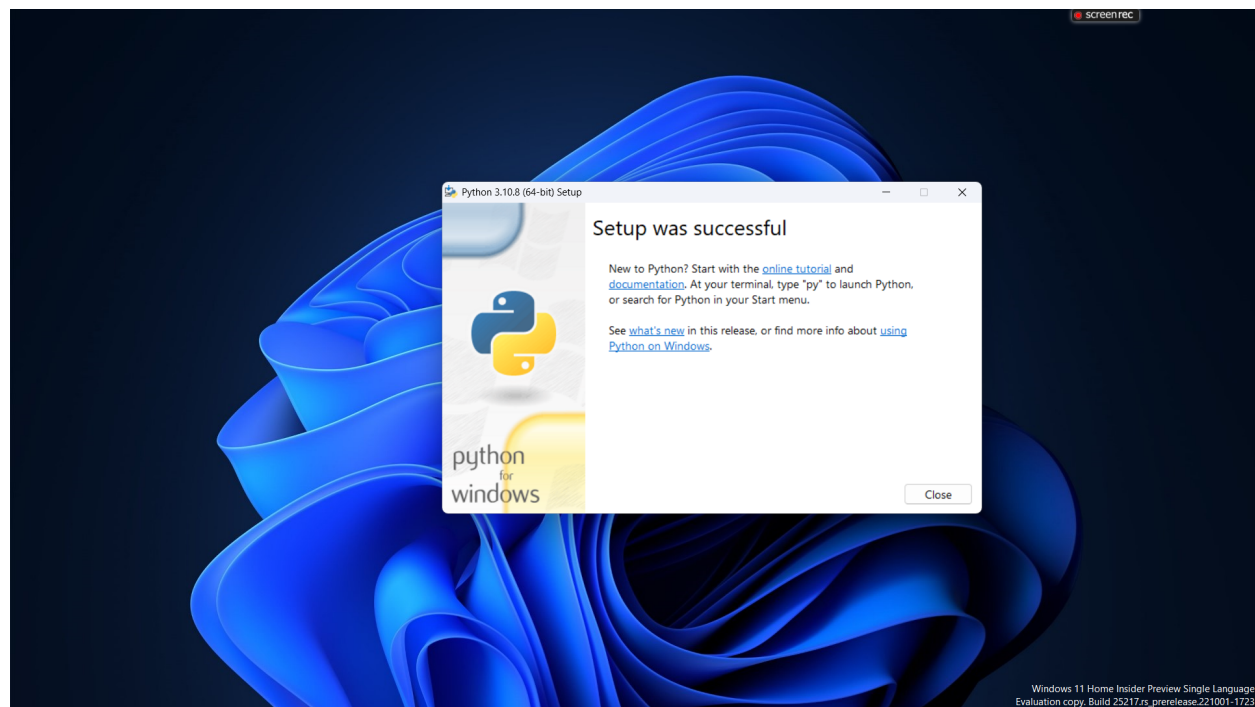 screenrec
Python 3.10.8 (64-bit) Setup
Setup was successful
New to Python? Start with the online tutorial and
documentation. At your terminal, type "py" to launch Python,
or search for Python in your Start menu.
See what's new in this release, or find more info about using
Python on Windows.
python
for
windows
Close
Windows 11 Home Insider Preview Single Language
Evaluation copy. Build 25217.rs_prerelease.221001-1723